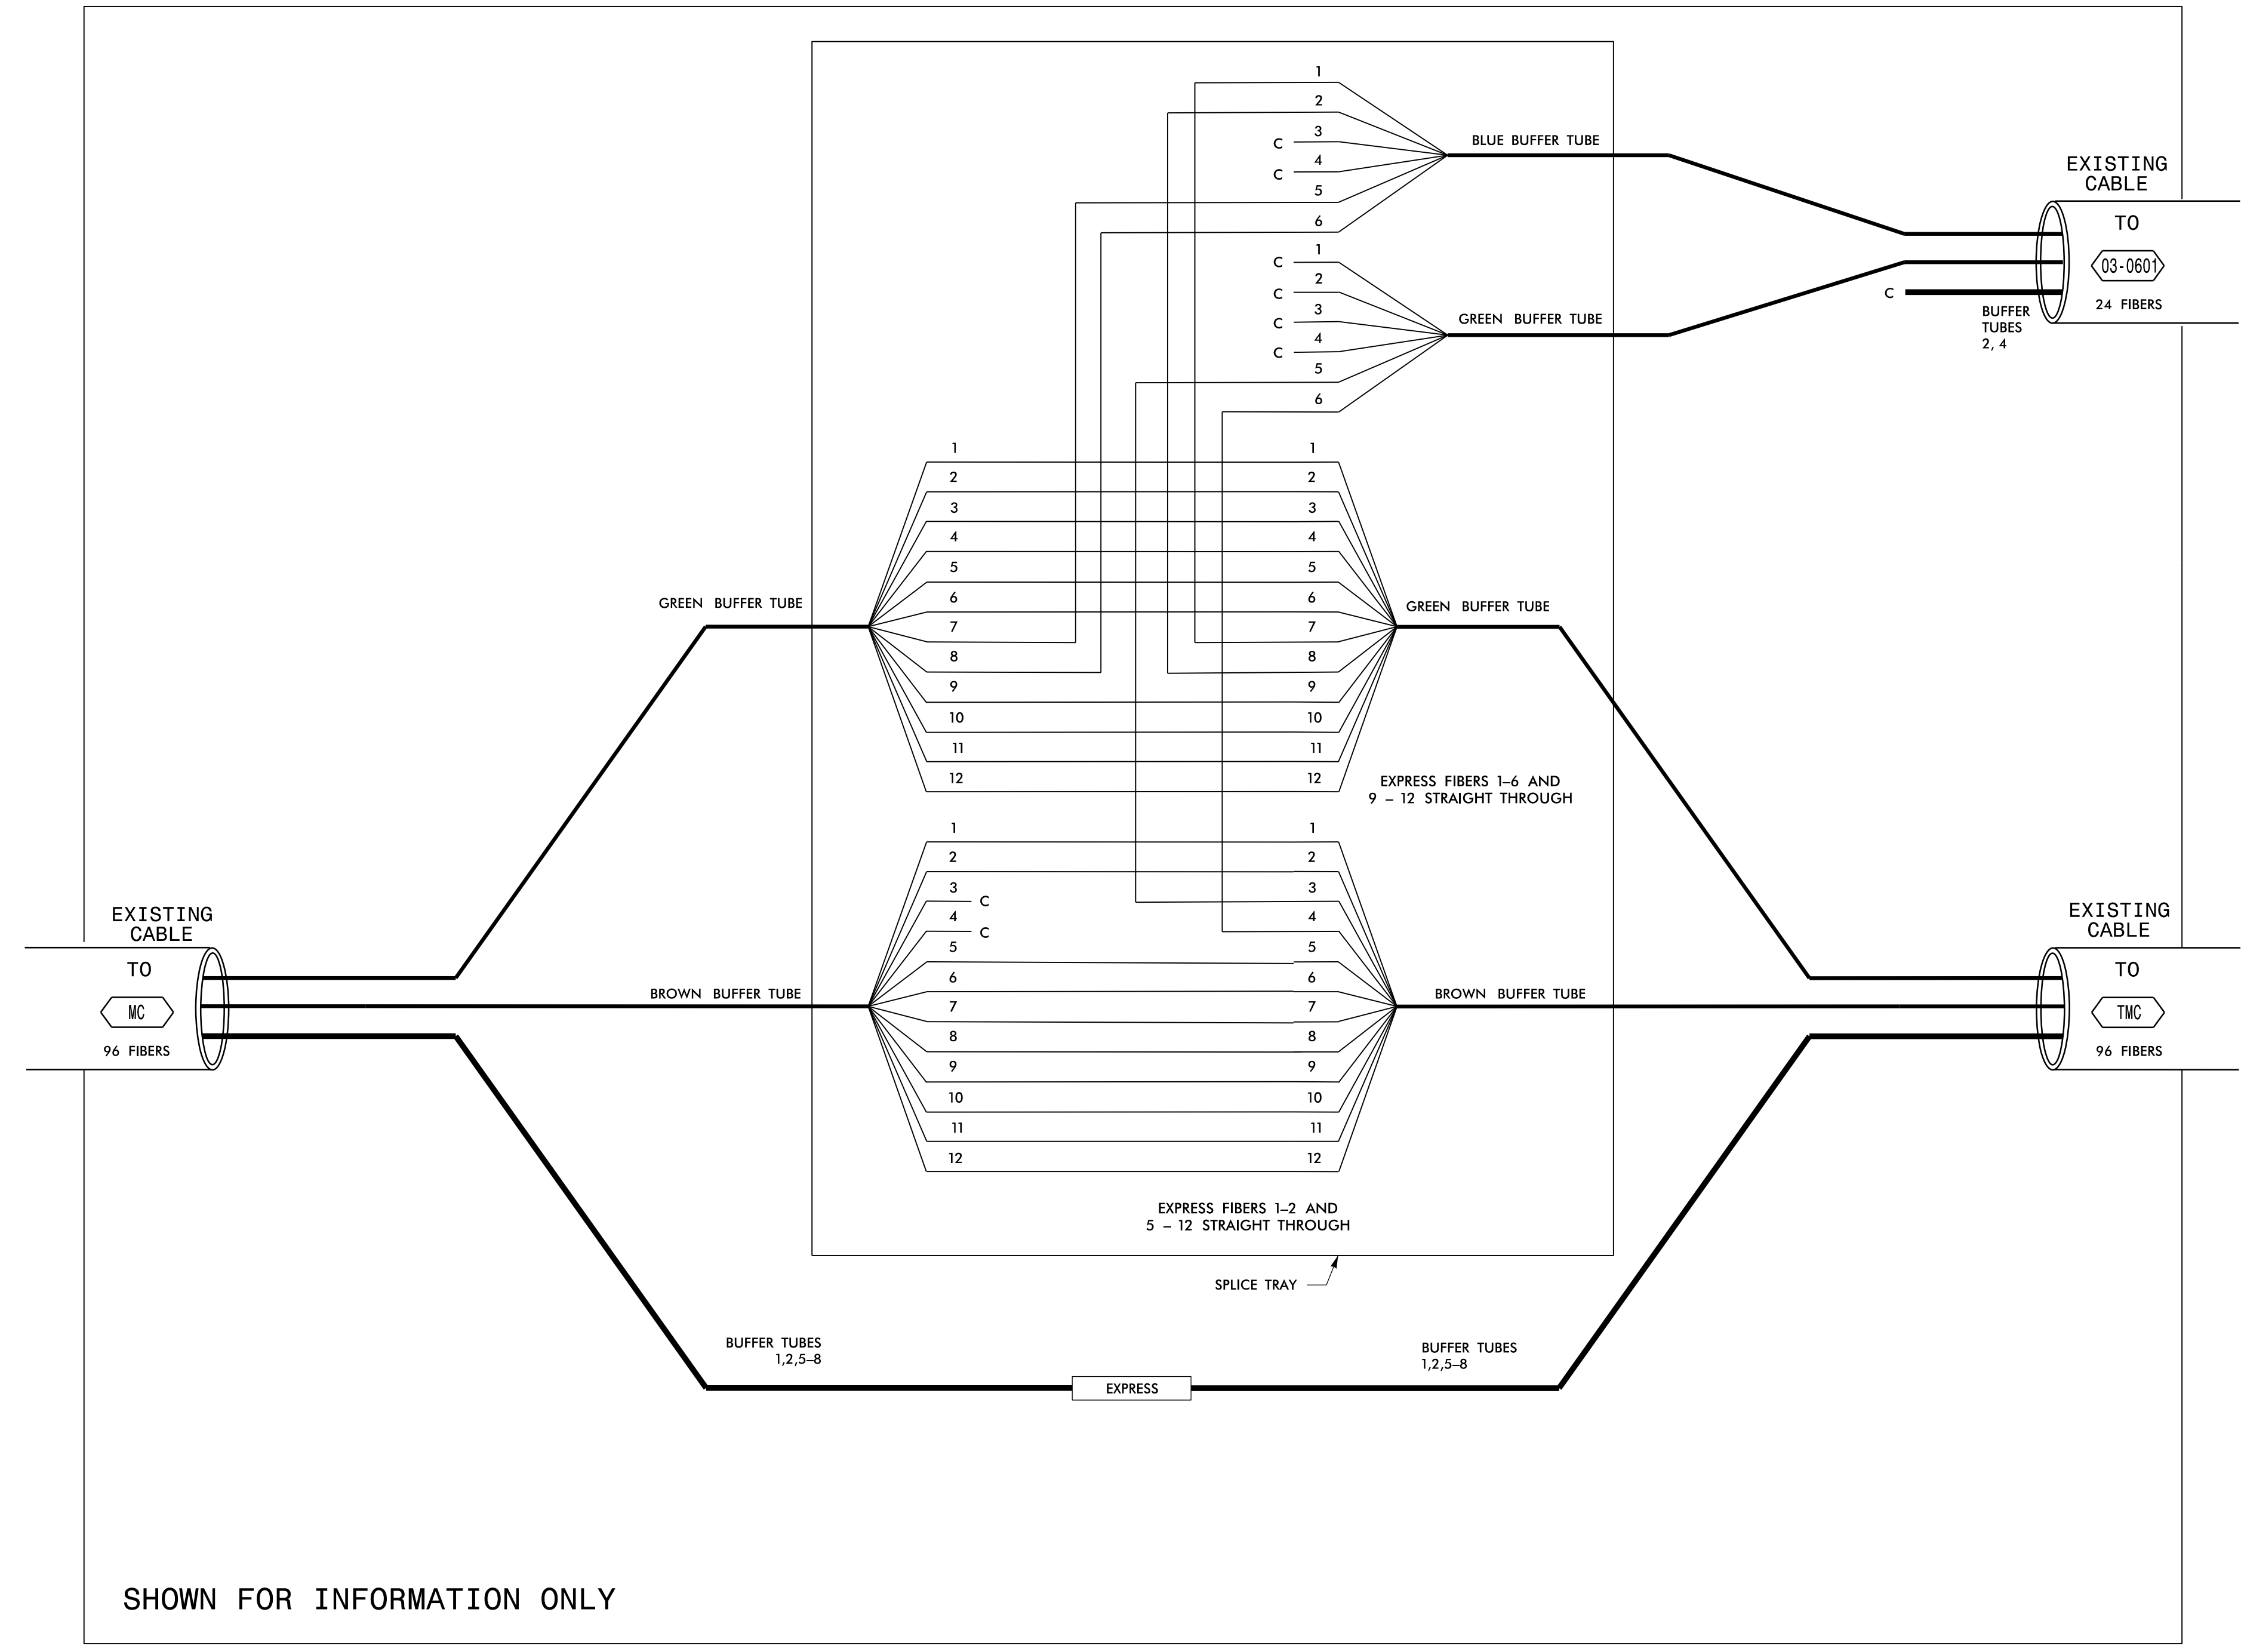 1
2
C 3
C 4
5
6
BLUE BUFFER TUBE
C 1
C 2
C 3
C 4
5
6
GREEN BUFFER TUBE
EXISTING
CABLE
TO
03-0601
24 FIBERS
C
BUFFER
TUBES
2, 4
GREEN BUFFER TUBE
1 1
2 2
3 3
4 4
5 5
6 6
7 7
8 8
9 9
10 10
11 11
12 12
GREEN BUFFER TUBE
EXPRESS FIBERS 1–6 AND
9 – 12 STRAIGHT THROUGH
EXISTING
CABLE
TO
MC
96 FIBERS
BROWN BUFFER TUBE
1 1
2 2
3 C 3
4 C 4
5 5
6 6
7 7
8 8
9 9
10 10
11 11
12 12
BROWN BUFFER TUBE
EXISTING
CABLE
TO
TMC
96 FIBERS
EXPRESS FIBERS 1–2 AND
5 – 12 STRAIGHT THROUGH
SPLICE TRAY
BUFFER TUBES
1,2,5–8
EXPRESS
BUFFER TUBES
1,2,5–8
SHOWN FOR INFORMATION ONLY